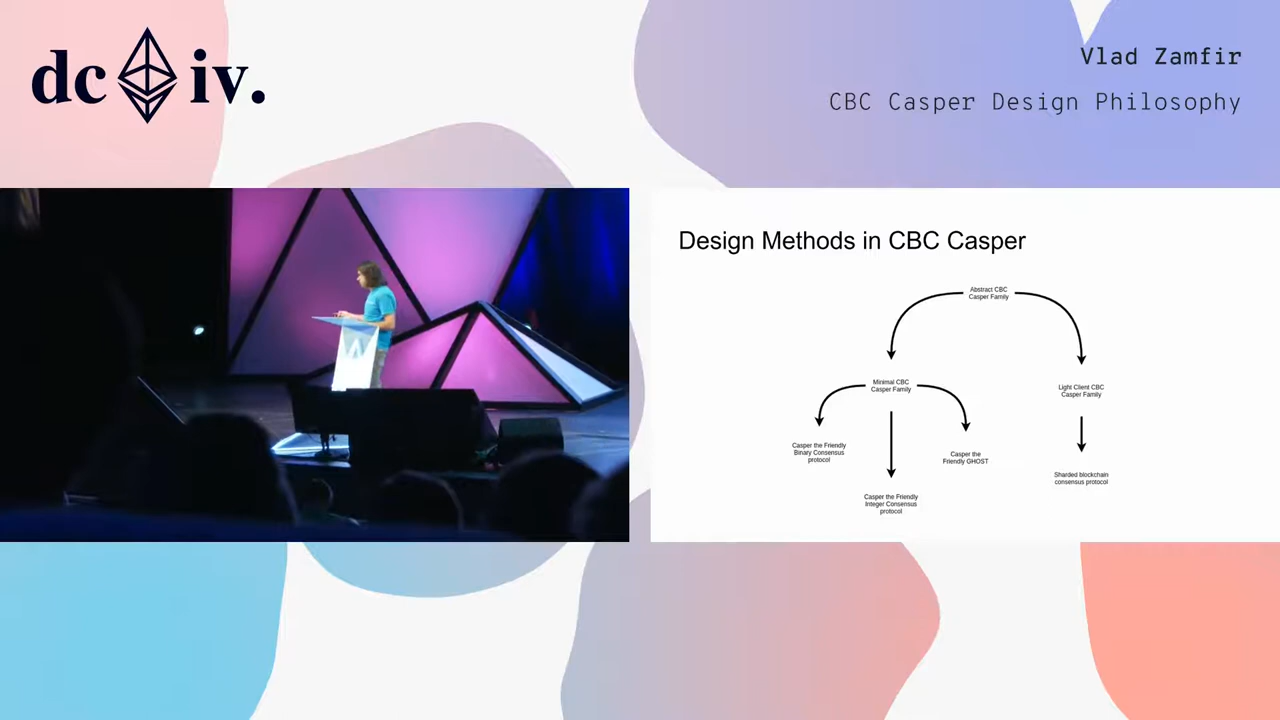 dc iv.
Vlad Zamfir
CBC Casper Design Philosophy
Design Methods in CBC Casper
Abstract CBC
Casper Family
Minimal CBC
Casper Family
Light Client CBC
Casper Family
Casper the Friendly
Binary Consensus
protocol
Casper the
Friendly GHOST
Sharded blockchain
consensus protocol
Casper the Friendly
Integer Consensus
protocol